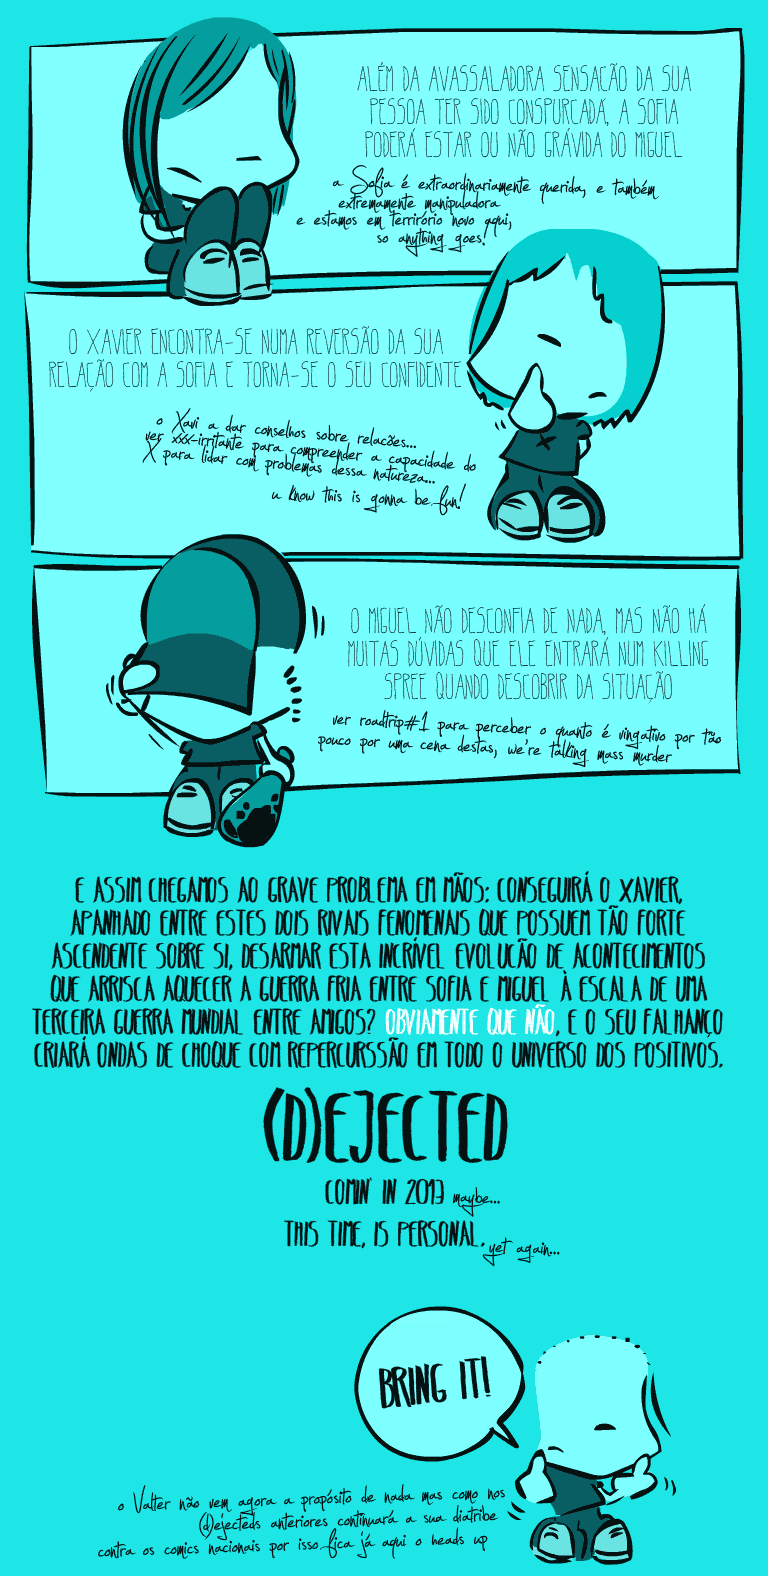 ALÉM DA AVASSALADORA SENSAÇÃO DA SUA
PESSOA TER SIDO CONSPURCADA, A SOFIA
PODERÁ ESTAR OU NÃO GRÁVIDA DO MIGUEL
a Sofia é extraordinariamente querida, e também
extremamente manipuladora
e estamos em terrirório novo aqui,
so anything goes!
O XAVIER ENCONTRA-SE NUMA REVERSÃO DA SUA
RELAÇÃO COM A SOFIA E TORNA-SE O SEU CONFIDENTE
o Xavi a dar conselhos sobre relacões...
ver xxx-irritante para compreender a capacidade do
X para lidar com problemas dessa natureza...
u know this is gonna be fun!
O MIGUEL NÃO DESCONFIA DE NADA, MAS NÃO HÁ
MUITAS DÚVIDAS QUE ELE ENTRARÁ NUM KILLING
SPREE QUANDO DESCOBRIR DA SITUAÇÃO
ver roadtrip#1 para perceber o quanto é vingativo por tão
pouco por uma cena destas, we're talking mass murder
E ASSIM CHEGAMOS AO GRAVE PROBLEMA EM MÃOS: CONSEGUIRÁ O XAVIER,
APANHADO ENTRE ESTES DOIS RIVAIS FENOMENAIS QUE POSSUEM TÃO FORTE
ASCENDENTE SOBRE SI, DESARMAR ESTA INCRÍVEL EVOLUÇÃO DE ACONTECIMENTOS
QUE ARRISCA AQUECER A GUERRA FRIA ENTRE SOFIA E MIGUEL À ESCALA DE UMA
TERCEIRA GUERRA MUNDIAL ENTRE AMIGOS? OBVIAMENTE QUE NÃO, E O SEU FALHANÇO
CRIARÁ ONDAS DE CHOQUE COM REPERCURSSÃO EM TODO O UNIVERSO DOS POSITIVOS.
(D)EJECTED
COMIN' IN 2013 maybe...
THIS TIME, IS PERSONAL. yet again...
BRING IT!
o Valter não vem agora a propósito de nada mas como nos
(d)ejecteds anteriores continuará a sua diatribe
contra os comics nacionais por isso fica já aqui o heads up